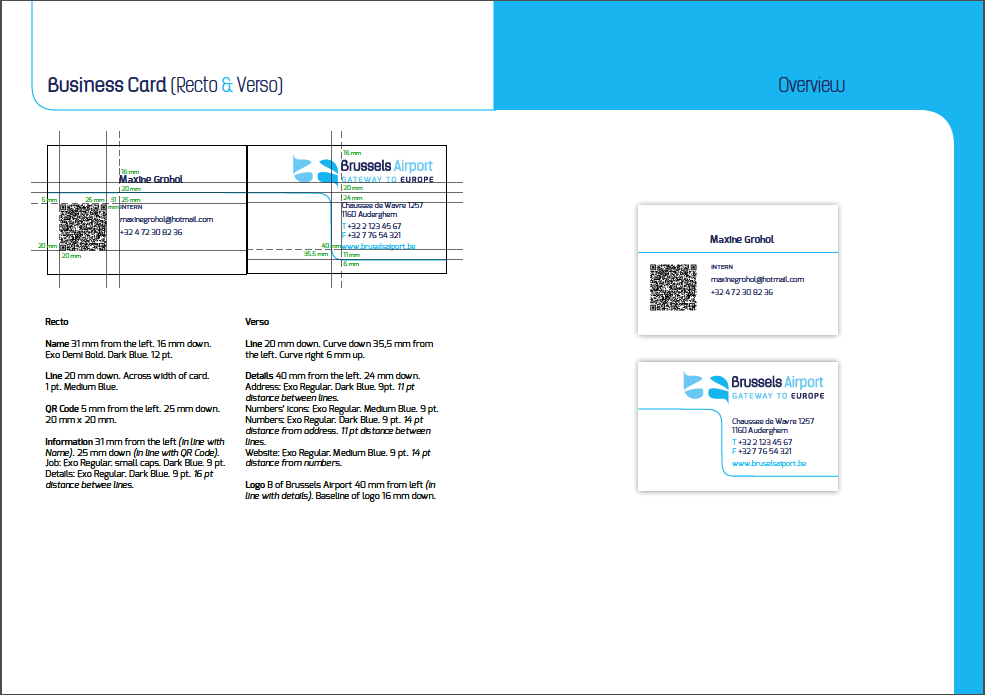 Business Card (Recto & Verso)
Overview
16 mm
Maxine Grohol
20 mm
5 mm
25 mm
31 mm
25 mm
INTERN
maxinegrohol@hotmail.com
+32 4 72 30 82 36
20 mm
20 mm
16 mm
Brussels Airport
GATEWAY TO EUROPE
20 mm
24 mm
Chaussee de Wavre 1257
1160 Auderghem
T +32 2 123 45 67
F +32 7 76 54 321
40 mm
www.bruselsaiport.be
35,5 mm
11 mm
6 mm
Recto
Name 31 mm from the left. 16 mm down.
Exo Demi Bold. Dark Blue. 12 pt.
Line 20 mm down. Across width of card.
1 pt. Medium Blue.
QR Code 5 mm from the left. 25 mm down.
20 mm x 20 mm.
Information 31 mm from the left (in line with
Name). 25 mm down (in line with QR Code).
Job: Exo Regular. small caps. Dark Blue. 9 pt.
Details: Exo Regular. Dark Blue. 9 pt. 16 pt
distance betwee lines.
Verso
Line 20 mm down. Curve down 35,5 mm from
the left. Curve right 6 mm up.
Details 40 mm from the left. 24 mm down.
Address: Exo Regular. Dark Blue. 9pt. 11 pt
distance between lines.
Numbers' icons: Exo Regular. Medium Blue. 9 pt.
Numbers: Exo Regular. Dark Blue. 9 pt. 14 pt
distance from address. 11 pt distance between
lines.
Website: Exo Regular. Medium Blue. 9 pt. 14 pt
distance from numbers.
Logo B of Brussels Airport 40 mm from left (in
line with details). Baseline of logo 16 mm down.
Maxine Grohol
INTERN
maxinegrohol@hotmail.com
+32 4 72 30 82 36
Brussels Airport
GATEWAY TO EUROPE
Chaussee de Wavre 1257
1160 Auderghem
T +32 2 123 45 67
F +32 7 76 54 321
www.bruselsaiport.be